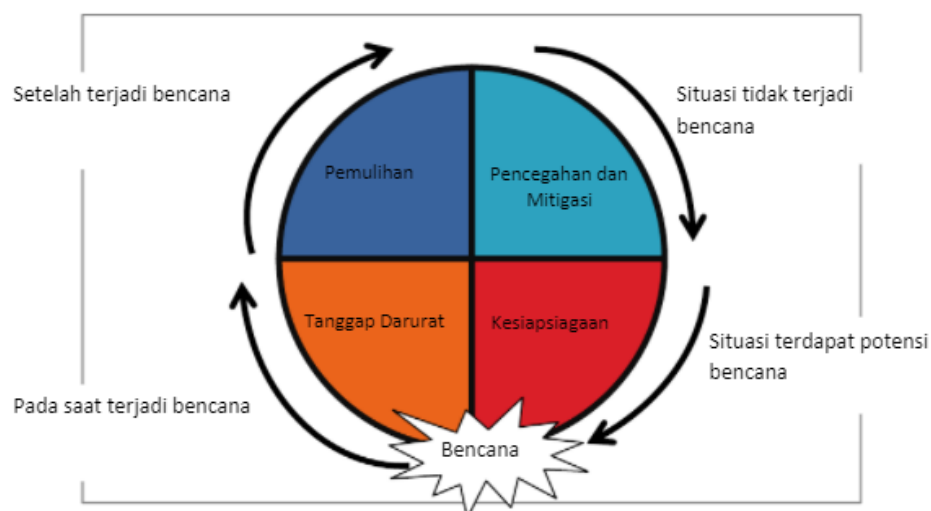 Setelah terjadi bencana
Situasi tidak terjadi
bencana
Pemulihan
Pencegahan dan
Mitigasi
Tanggap Darurat
Kesiapsiagaan
Situasi terdapat potensi
bencana
Pada saat terjadi bencana
Bencana